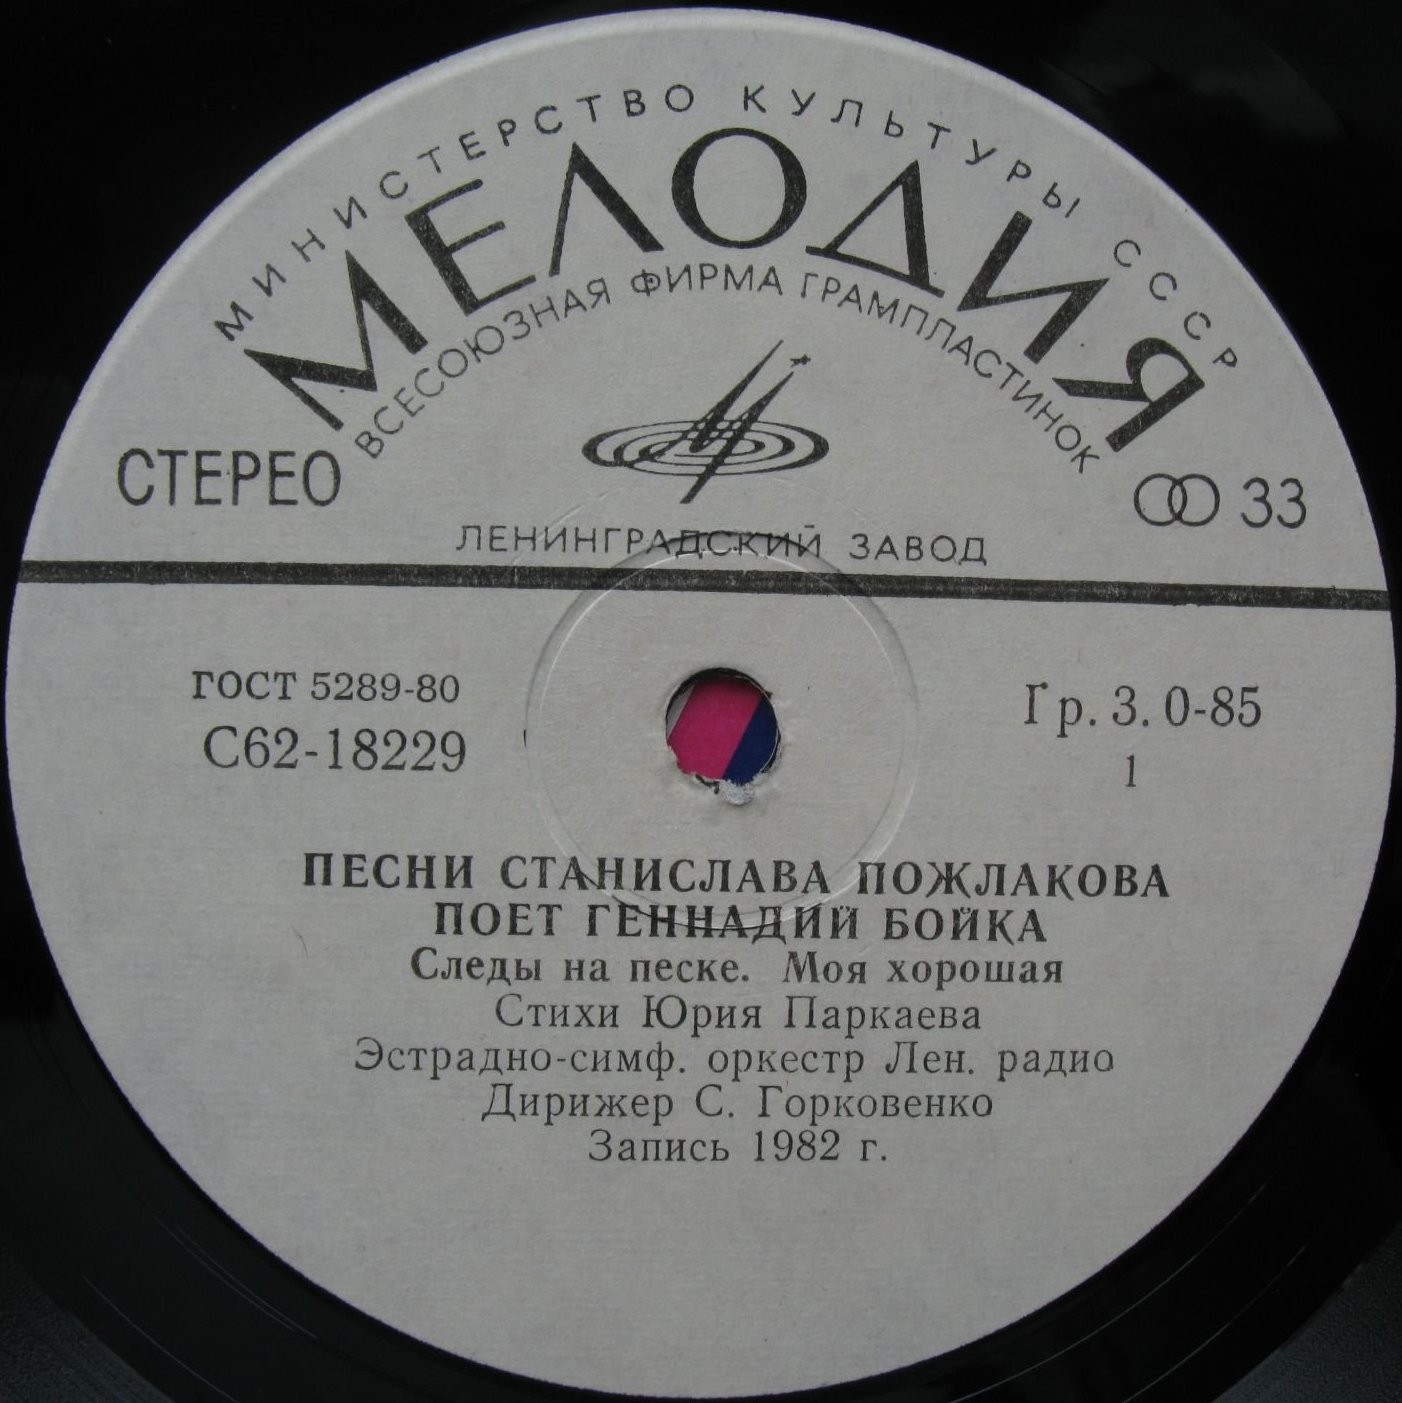 МИНИСТЕРСТВО КУЛЬТУРЫ СССР
МЕЛОДИЯ
ВСЕСОЮЗНАЯ ФИРМА ГРАМПЛАСТИНОК
СТЕРЕО
33
ЛЕНИНГРАДСКИЙ ЗАВОД
ГОСТ 5289-80
Гр. 3. 0-85
С62-18229
1
ПЕСНИ СТАНИСЛАВА ПОЖЛАКОВА
ПОЕТ ГЕННАДИЙ БОЙКА
Следы на песке. Моя хорошая
Стихи Юрия Паркаева
Эстрадно-симф. оркестр Лен. радио
Дирижер С. Горковенко
Запись 1982 г.